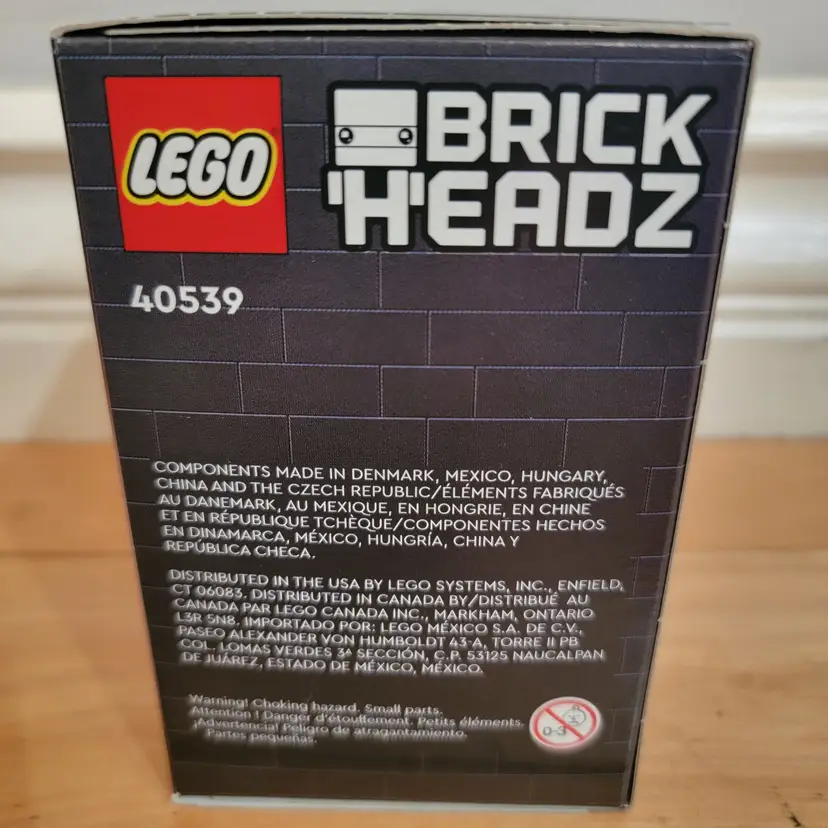 LEGO
BRICK
HEADZ
40539
COMPONENTS MADE IN DENMARK, MEXICO, HUNGARY,
CHINA AND THE CZECH REPUBLIC/ÉLÉMENTS FABRIQUÉS
AU DANEMARK, AU MEXIQUE, EN HONGRIE, EN CHINE
ET EN RÉPUBLIQUE TCHÈQUE/COMPONENTES HECHOS
EN DINAMARCA, MÉXICO, HUNGRÍA, CHINA Y
REPÚBLICA CHECA.
DISTRIBUTED IN THE USA BY LEGO SYSTEMS, INC., ENFIELD,
CT 06083. DISTRIBUTED IN CANADA BY/DISTRIBUÉ AU
CANADA PAR LEGO CANADA INC., MARKHAM, ONTARIO
L3R 5N8. IMPORTADO POR: LEGO MÉXICO S.A. DE C.V.,
PASEO ALEXANDER VON HUMBOLDT 43-A, TORRE II PB
COL. LOMAS VERDES 3ᴬ SECCIÓN, C.P. 53125 NAUCALPAN
DE JUÁREZ, ESTADO DE MÉXICO, MÉXICO.
Warning! Choking hazard. Small parts.
Attention ! Danger d'étouffement. Petits éléments.
¡Advertencia! Peligro de atragantamiento.
Partes pequeñas.
0-3